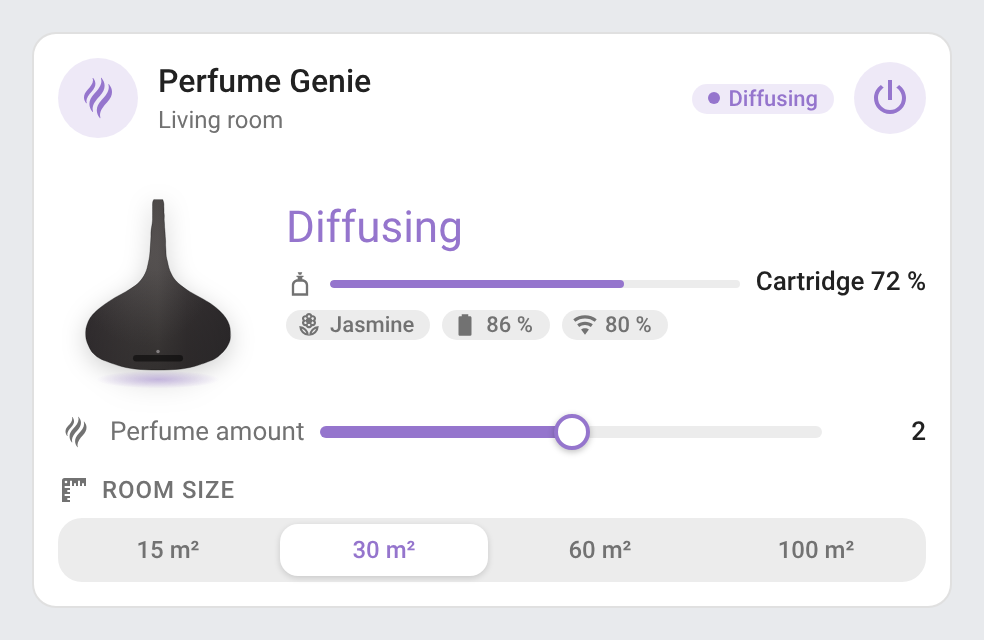 Perfume Genie
Living room
Diffusing
Diffusing
Cartridge 72 %
Jasmine 86 % 80 %
Perfume amount 2
ROOM SIZE
15 m² 30 m² 60 m² 100 m²